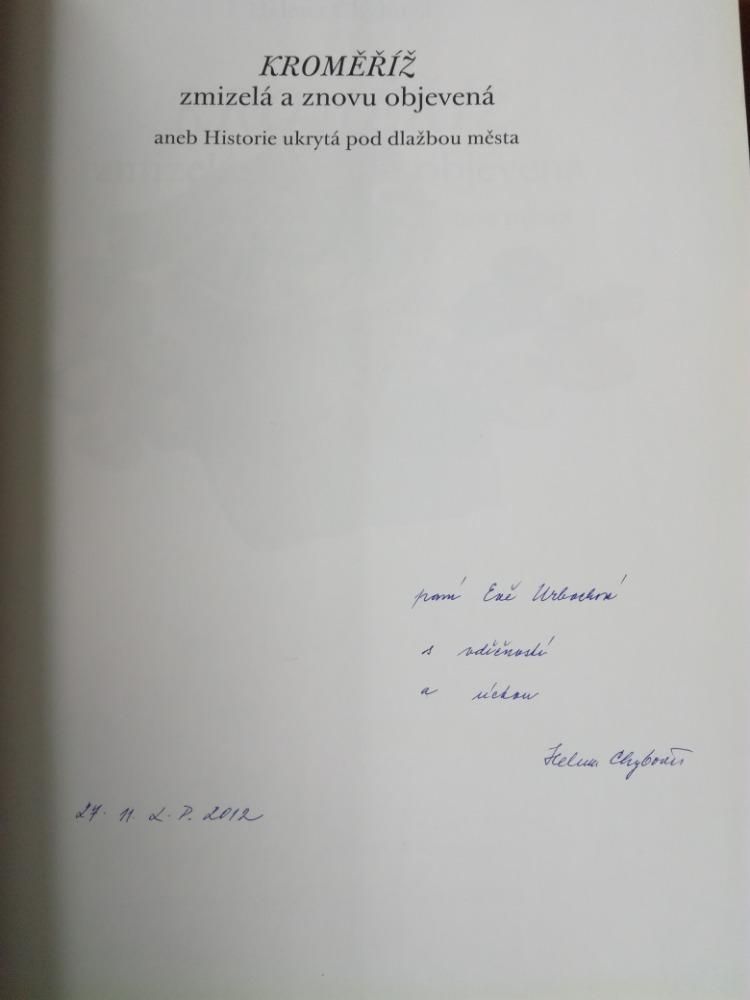 KROMĚŘÍŽ
zmizelá a znovu objevená
aneb Historie ukrytá pod dlažbou města
paní Evě Urbachové
s vděčností
a úctou
Helena Chybová
27. 11. L. P. 2012